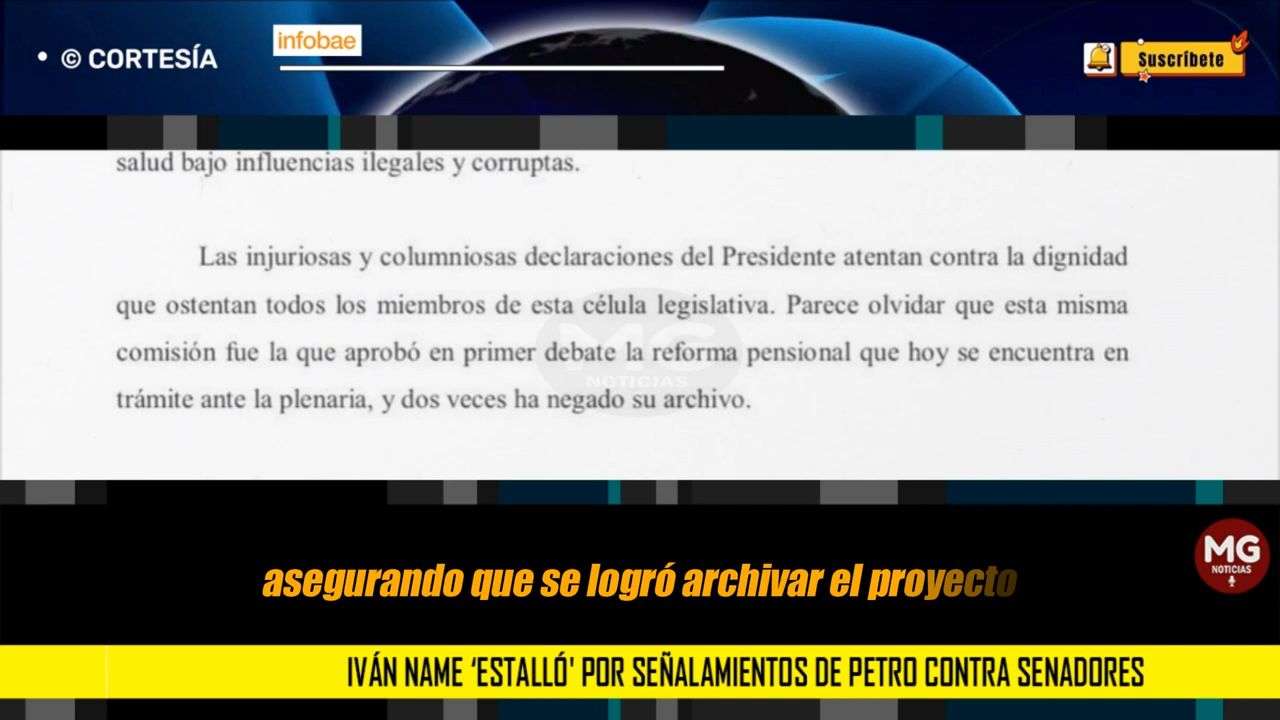 • © CORTESÍA
infobae
Suscríbete
salud bajo influencias ilegales y corruptas.
Las injuriosas y columniosas declaraciones del Presidente atentan contra la dignidad
que ostentan todos los miembros de esta célula legislativa. Parece olvidar que esta misma
comisión fue la que aprobó en primer debate la reforma pensional que hoy se encuentra en
trámite ante la plenaria, y dos veces ha negado su archivo.
MG
NOTICIAS
asegurando que se logró archivar el proyecto
MG
NOTICIAS
IVÁN NAME ‘ESTALLÓ' POR SEÑALAMIENTOS DE PETRO CONTRA SENADORES